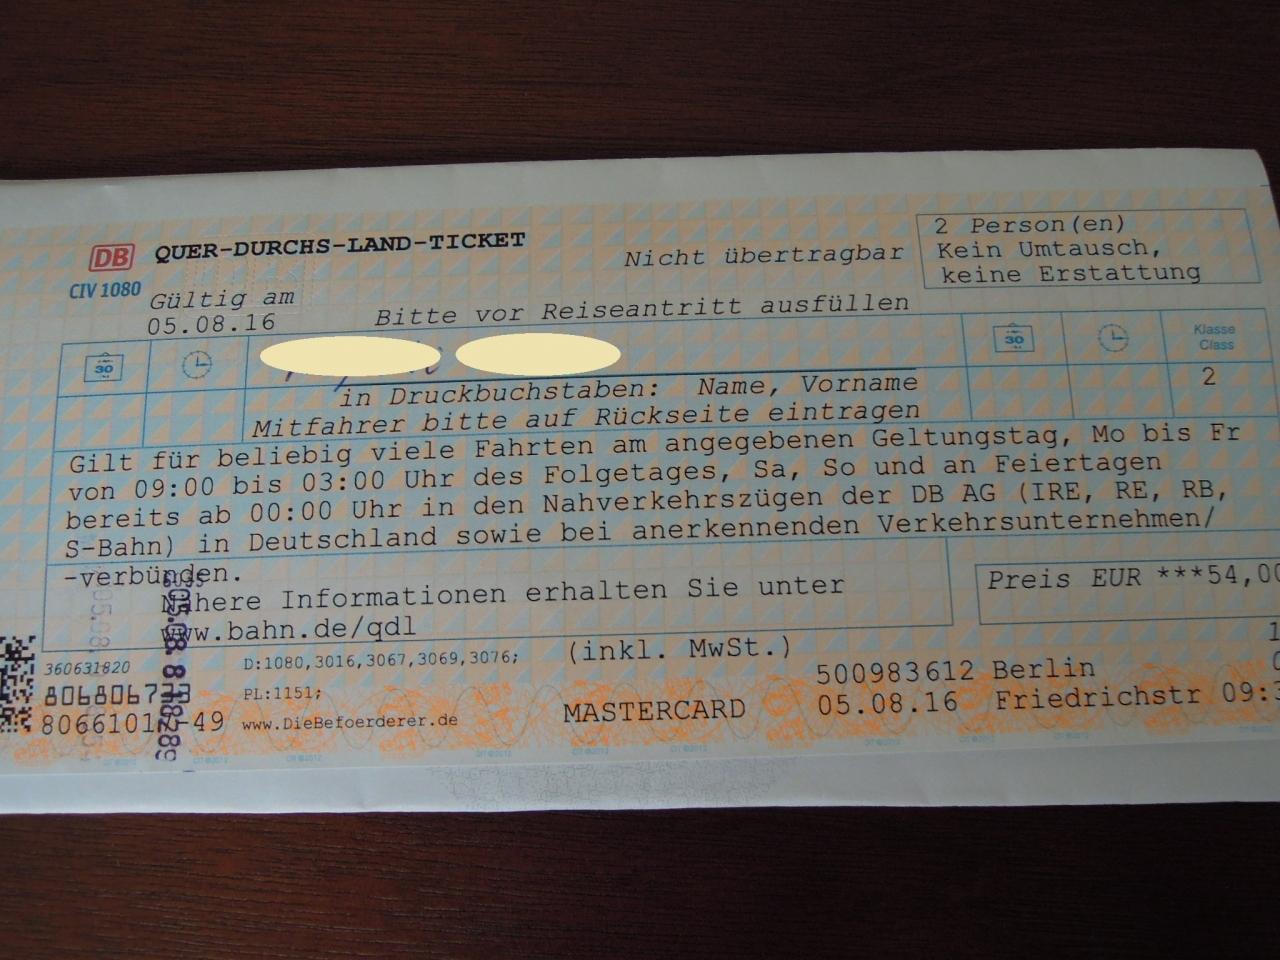 DB QUER-DURCHS-LAND-TICKET
2 Person(en)
Nicht übertragbar
Kein Umtausch,
keine Erstattung
CIV 1080
Gültig am
05.08.16
Bitte vor Reiseantritt ausfüllen
30
30
Klasse
Class
2
in Druckbuchstaben: Name, Vorname
Mitfahrer bitte auf Rückseite eintragen
Gilt für beliebig viele Fahrten am angegebenen Geltungstag, Mo bis Fr
von 09:00 bis 03:00 Uhr des Folgetages, Sa, So und an Feiertagen
bereits ab 00:00 Uhr in den Nahverkehrszügen der DB AG (IRE, RE, RB,
S-Bahn) in Deutschland sowie bei anerkennenden Verkehrsunternehmen/
-verbünden.
Nähere Informationen erhalten Sie unter
www.bahn.de/qdl
Preis EUR ***54,00
(inkl. MwSt.)
360631820
D:1080,3016,3067,3069,3076;
PL:1151;
www.DieBefoerderer.de
MASTERCARD
500983612 Berlin
05.08.16 Friedrichstr 09:3